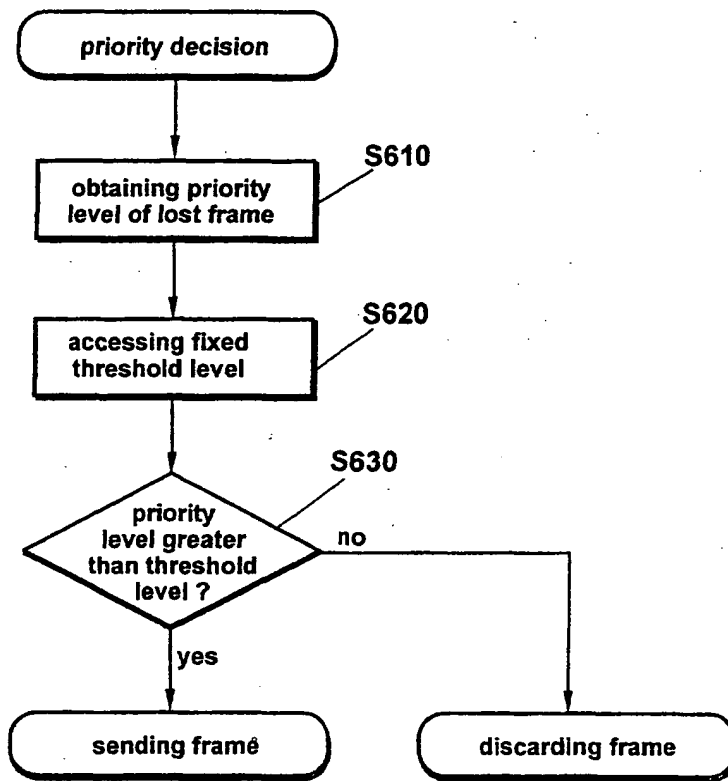 priority decision
S610
obtaining priority
level of lost frame
S620
accessing fixed
threshold level
S630
priority
level greater
than threshold
level ?
no
yes
sending frame
discarding frame